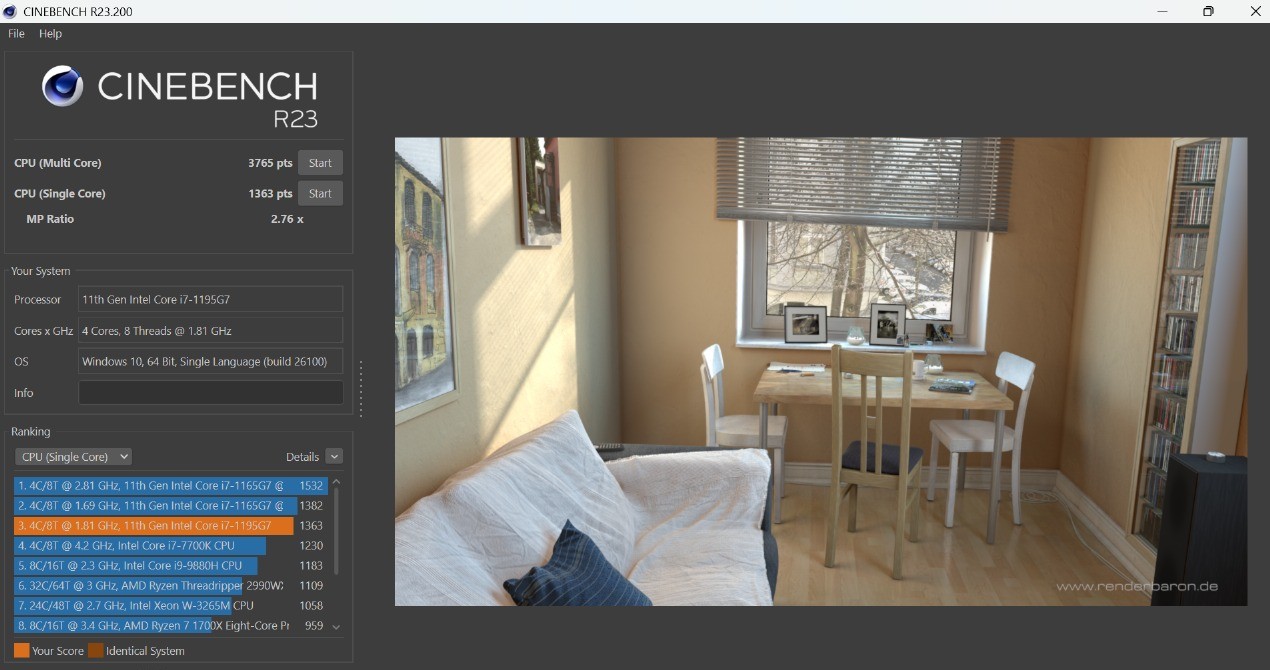 CINEBENCH R23.200
File Help
CINEBENCH
R23
CPU (Multi Core) 3765 pts Start
CPU (Single Core) 1363 pts Start
MP Ratio 2.76 x
Your System
Processor 11th Gen Intel Core i7-1195G7
Cores x GHz 4 Cores, 8 Threads @ 1.81 GHz
OS Windows 10, 64 Bit, Single Language (build 26100)
Info
Ranking
CPU (Single Core) Details
1. 4C/8T @ 2.81 GHz, 11th Gen Intel Core i7-1165G7 @ 1532
2. 4C/8T @ 1.69 GHz, 11th Gen Intel Core i7-1165G7 @ 1382
3. 4C/8T @ 1.81 GHz, 11th Gen Intel Core i7-1195G7 1363
4. 4C/8T @ 4.2 GHz, Intel Core i7-7700K CPU 1230
5. 8C/16T @ 2.3 GHz, Intel Core i9-9880H CPU 1183
6. 32C/64T @ 3 GHz, AMD Ryzen Threadripper 2990W 1109
7. 24C/48T @ 2.7 GHz, Intel Xeon W-3265M CPU 1058
8. 8C/16T @ 3.4 GHz, AMD Ryzen 7 1700X Eight-Core Pr 959
Your Score Identical System
www.renderbaron.de